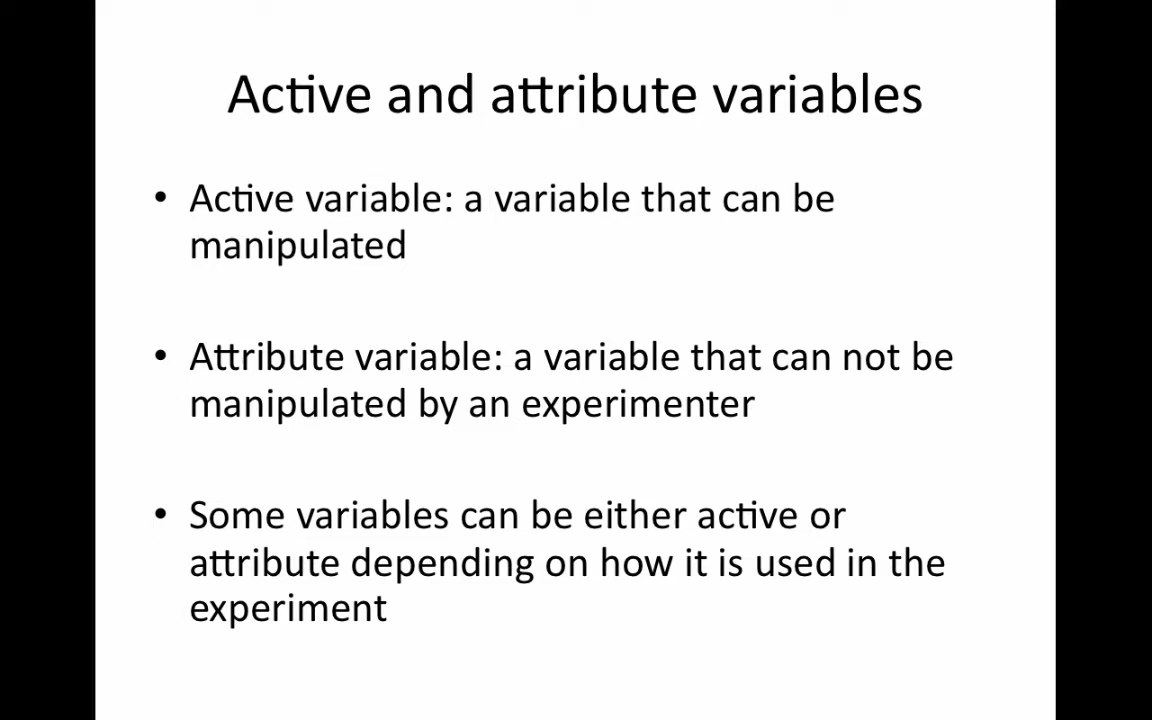 Active and attribute variables
• Active variable: a variable that can be
manipulated
• Attribute variable: a variable that can not be
manipulated by an experimenter
• Some variables can be either active or
attribute depending on how it is used in the
experiment